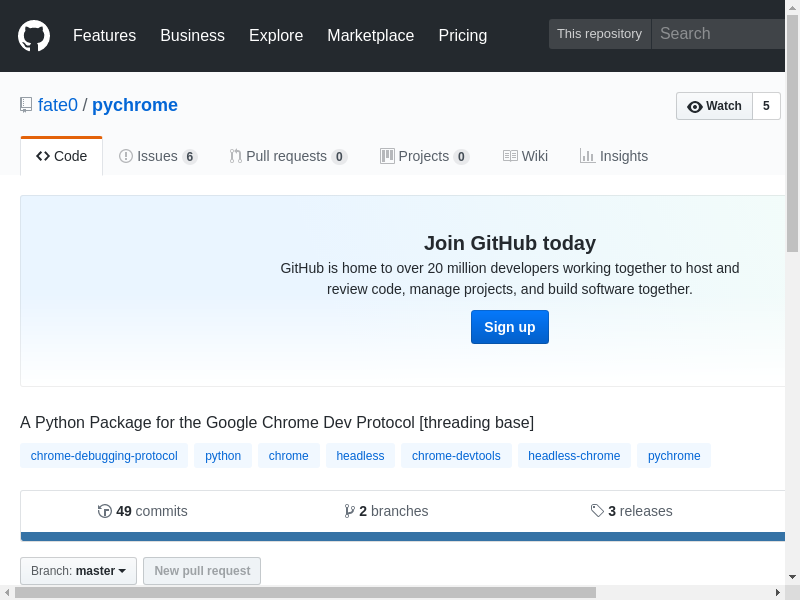 Features Business Explore Marketplace Pricing This repository Search
fate0 / pychrome Watch 5
Code Issues 6 Pull requests 0 Projects 0 Wiki Insights
Join GitHub today
GitHub is home to over 20 million developers working together to host and
review code, manage projects, and build software together.
Sign up
A Python Package for the Google Chrome Dev Protocol [threading base]
chrome-debugging-protocol python chrome headless chrome-devtools headless-chrome pychrome
49 commits 2 branches 3 releases
Branch: master New pull request